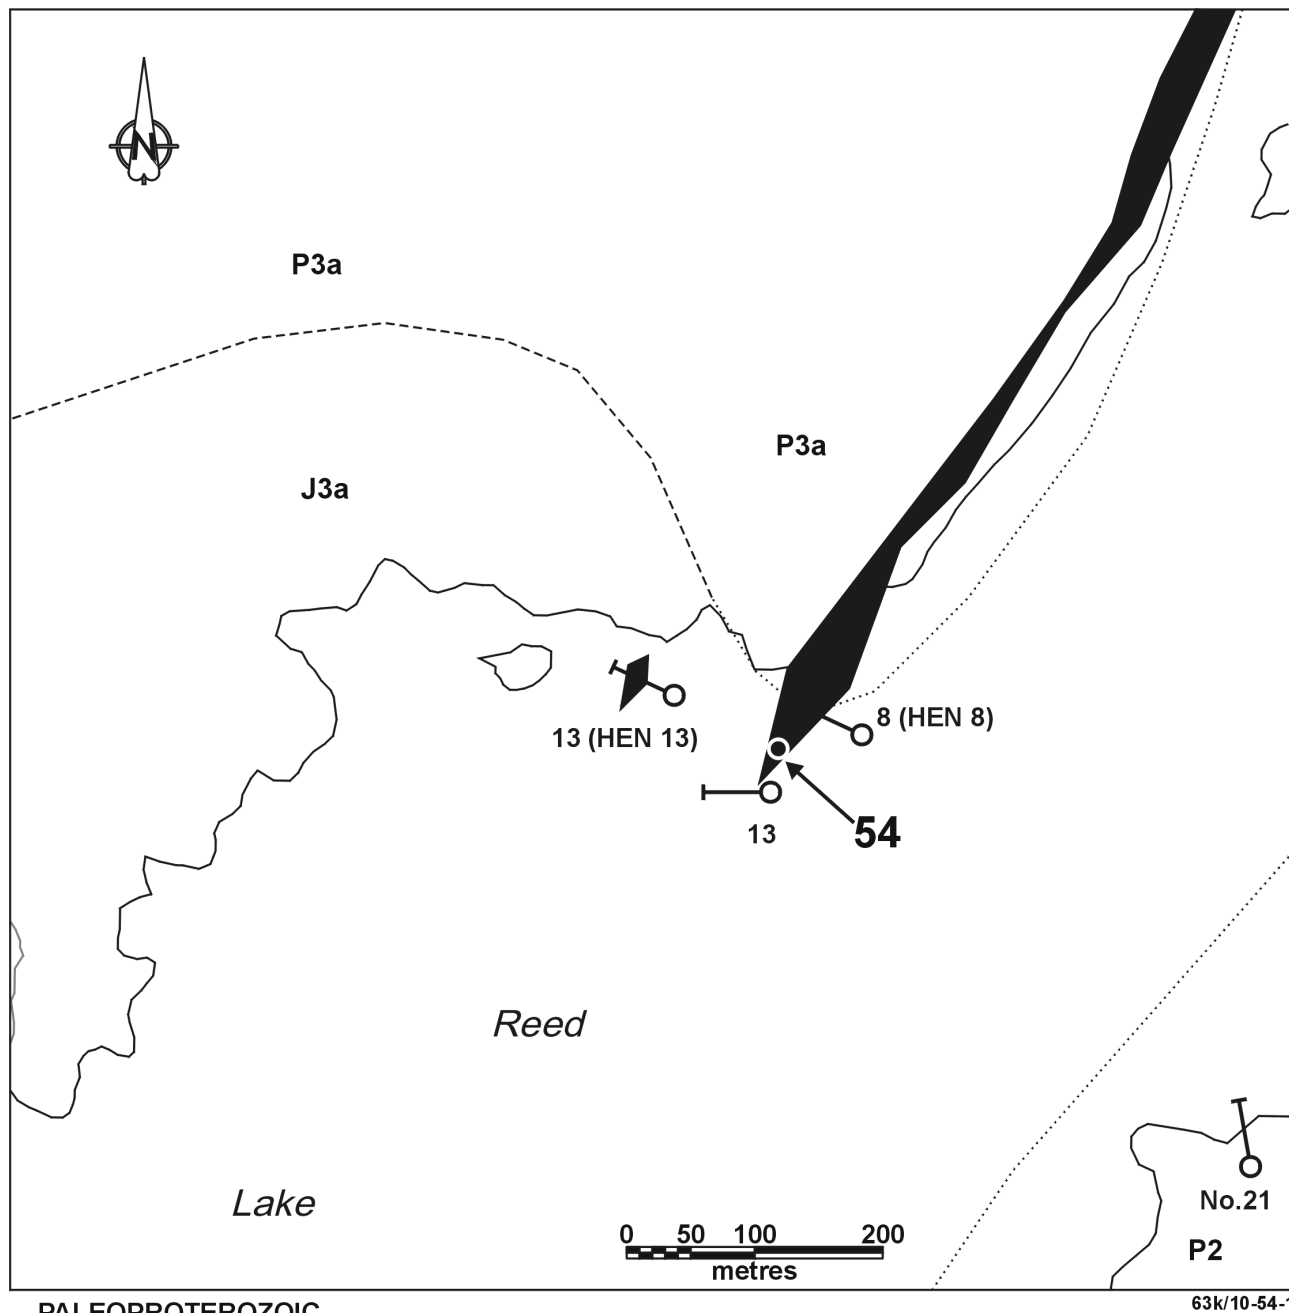 N
P3a
P3a
J3a
8 (HEN 8)
13 (HEN 13)
13
54
Reed
Lake
No.21
0 50 100 200
metres
P2
PALEOPROTEROZOIC